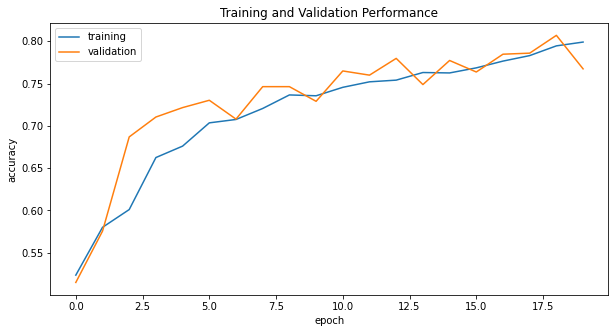 Training and Validation Performance
training
validation
accuracy
0.80
0.75
0.70
0.65
0.60
0.55
0.0 2.5 5.0 7.5 10.0 12.5 15.0 17.5
epoch